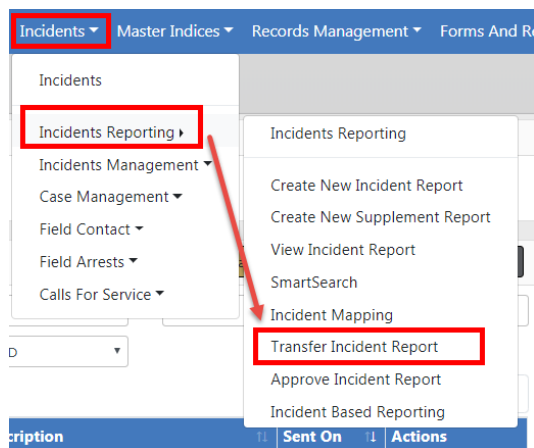 Incidents Master Indices Records Management Forms And R
Incidents
Incidents Reporting
Incidents Management
Case Management
Field Contact
Field Arrests
Calls For Service
Incidents Reporting
Create New Incident Report
Create New Supplement Report
View Incident Report
SmartSearch
Incident Mapping
Transfer Incident Report
Approve Incident Report
Incident Based Reporting
D
cription Sent On Actions